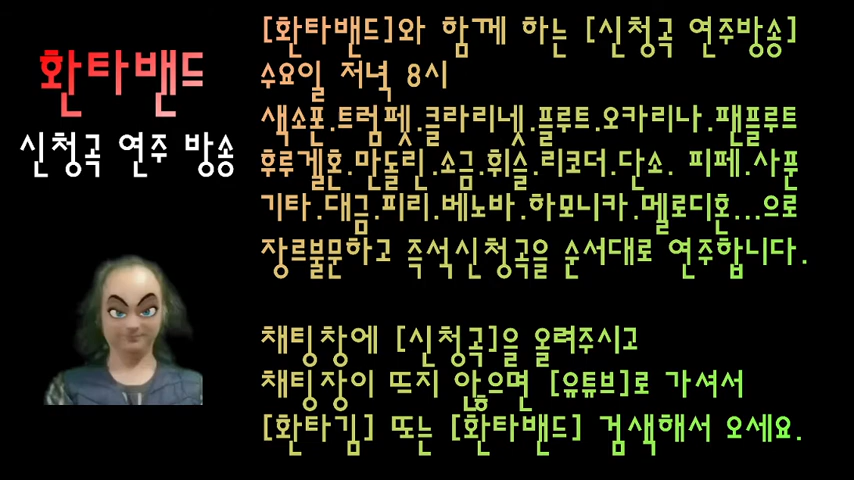 환타밴드
신청곡 연주 방송
[환타밴드]와 함께 하는 [신청곡 연주방송]
수요일 저녁 8시
색소폰.트럼펫.클라리넷.플루트.오카리나.팬플루트
후루겔혼.만돌린.소금.휘슬.리코더.단소. 피페.사푼
기타.대금.피리.베노바.하모니카.멜로디혼...으로
장르불문하고 즉석신청곡을 순서대로 연주합니다.
채팅창에 [신청곡]을 올려주시고
채팅장이 뜨지 않으면 [유튜브]로 가셔서
[환타김] 또는 [환타밴드] 검색해서 오세요.